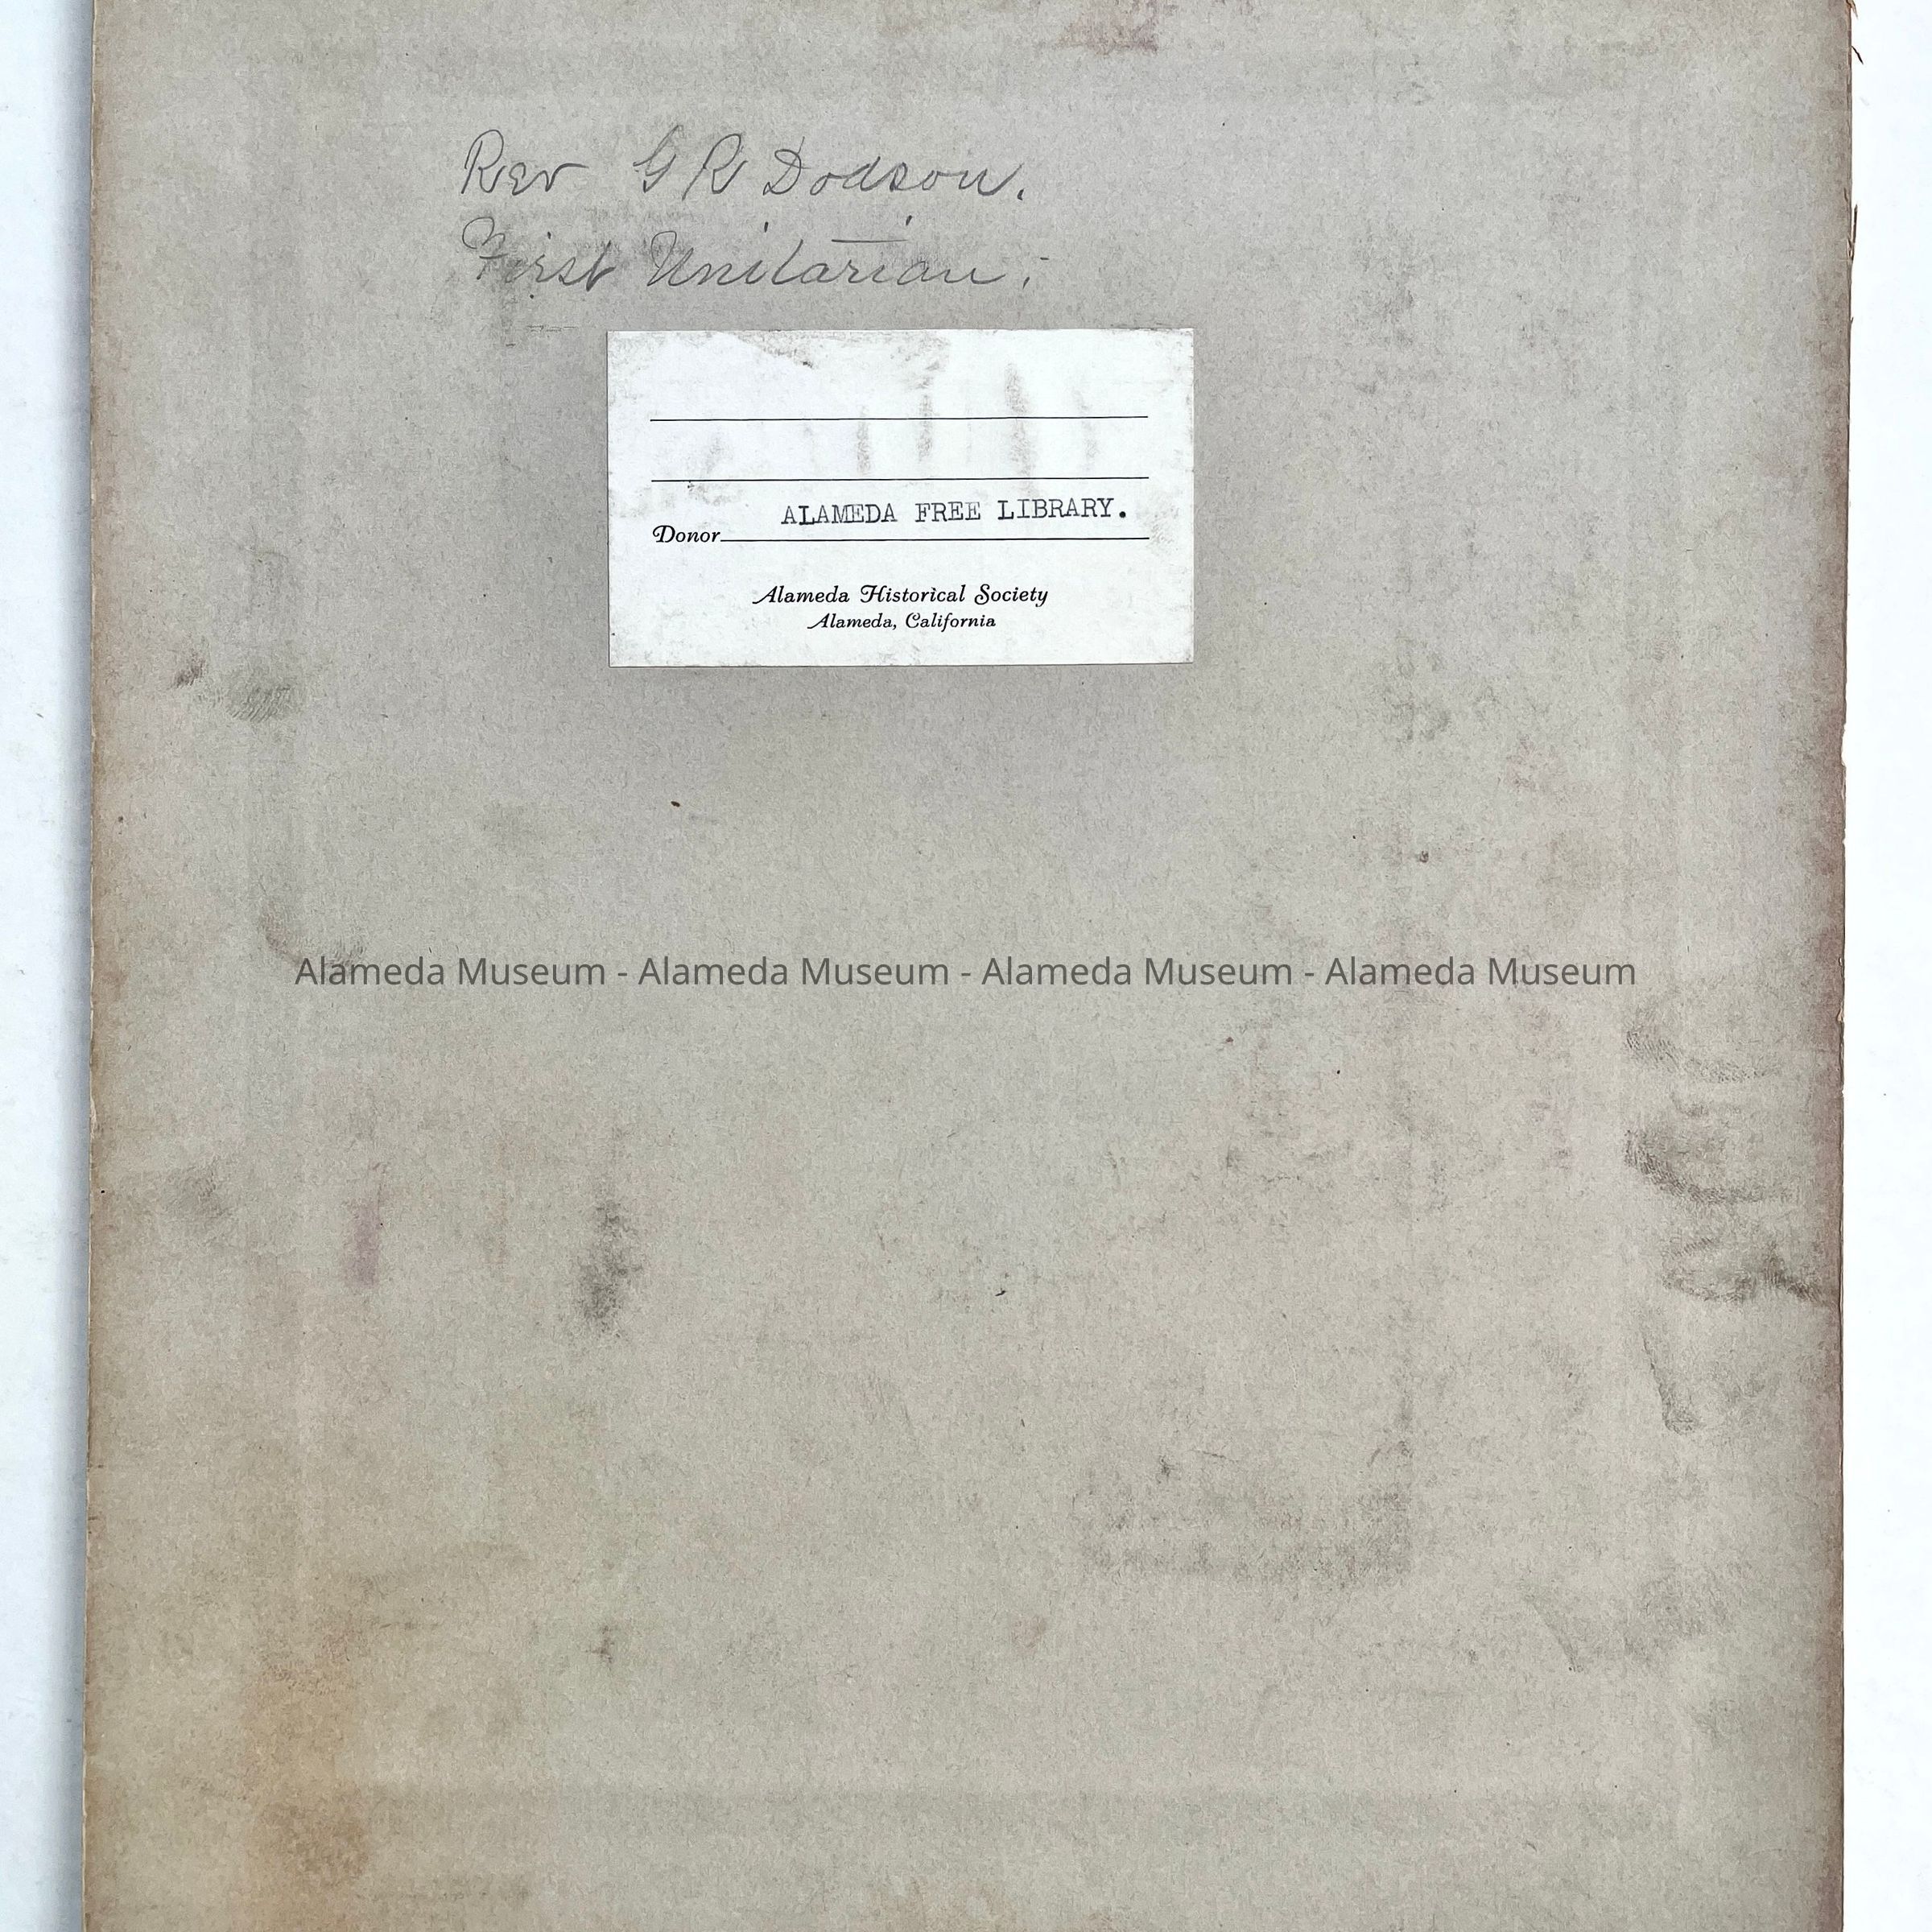 Rev G R Dodson.
First Unitarian.
ALAMEDA FREE LIBRARY.
Donor
Alameda Historical Society
Alameda, California
Alameda Museum - Alameda Museum - Alameda Museum - Alameda Museum